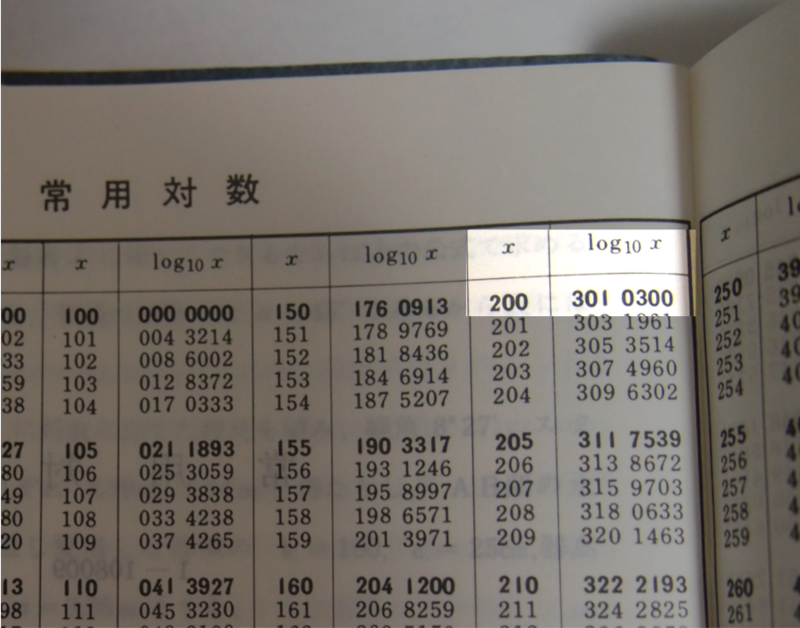 常用対数
x x log10 x x log10 x x log10 x x
00 100 000 0000 150 176 0913 200 301 0300 250
02 101 004 3214 151 178 9769 201 303 1961 251
33 102 008 6002 152 181 8436 202 305 3514 252
59 103 012 8372 153 184 6914 203 307 4960 253
38 104 017 0333 154 187 5207 204 309 6302 254
27 105 021 1893 155 190 3317 205 311 7539 255
80 106 025 3059 156 193 1246 206 313 8672 256
49 107 029 3838 157 195 8997 207 315 9703 257
80 108 033 4238 158 198 6571 208 318 0633 258
20 109 037 4265 159 201 3971 209 320 1463 259
13 110 041 3927 160 204 1200 210 322 2193 260
98 111 045 3230 161 206 8259 211 324 2825 261